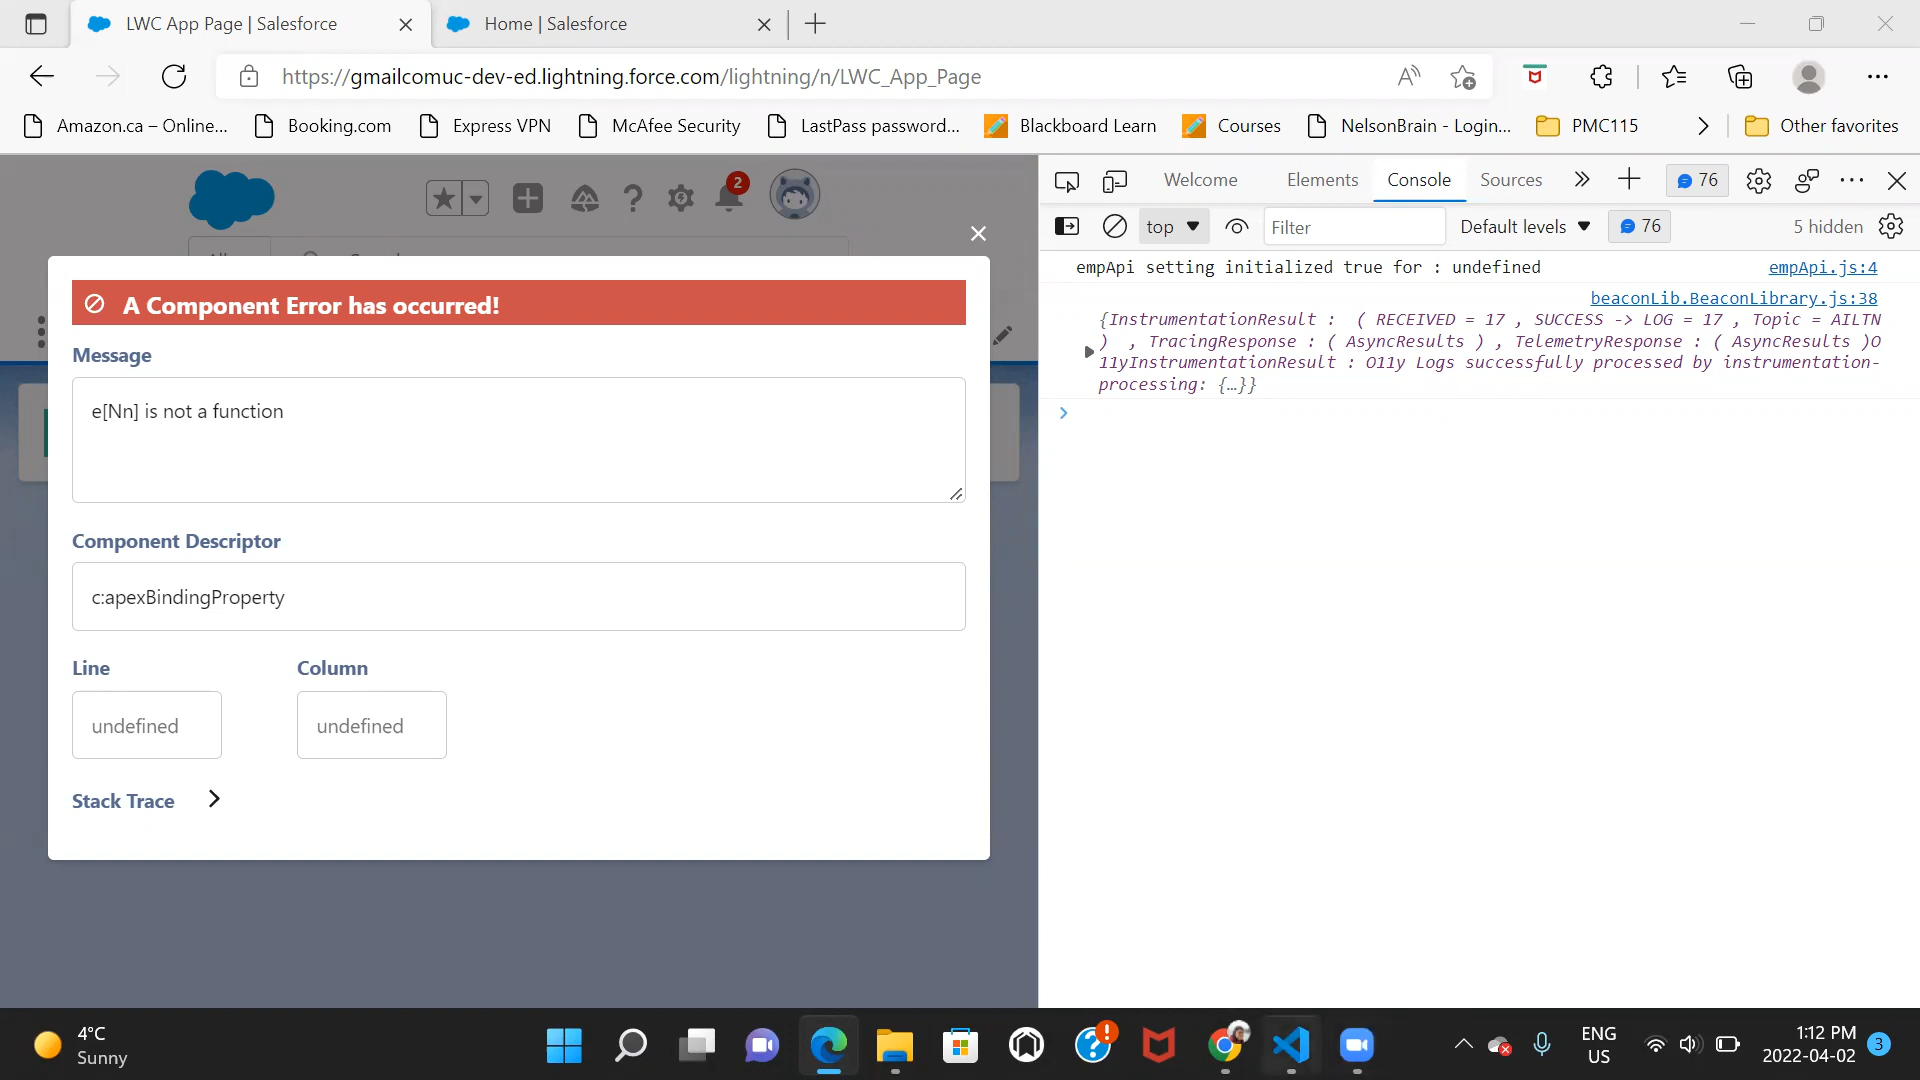 LWC App Page | Salesforce
Home | Salesforce
https://gmailcomuc-dev-ed.lightning.force.com/lightning/n/LWC_App_Page
Amazon.ca – Online...
Booking.com
Express VPN
McAfee Security
LastPass password...
Blackboard Learn
Courses
NelsonBrain - Login...
PMC115
Other favorites
2
A Component Error has occurred!
Message
e[Nn] is not a function
Component Descriptor
c:apexBindingProperty
Line
Column
undefined
undefined
Stack Trace
Welcome
Elements
Console
Sources
76
top
Filter
Default levels
76
5 hidden
empApi setting initialized true for : undefined
empApi.js:4
beaconLib.BeaconLibrary.js:38
{InstrumentationResult : ( RECEIVED = 17 , SUCCESS -> LOG = 17 , Topic = AILTN
) , TracingResponse : ( AsyncResults ) , TelemetryResponse : ( AsyncResults )O
11yInstrumentationResult : O11y Logs successfully processed by instrumentation-
processing: {…}}
4°C
Sunny
ENG
US
1:12 PM
2022-04-02
3